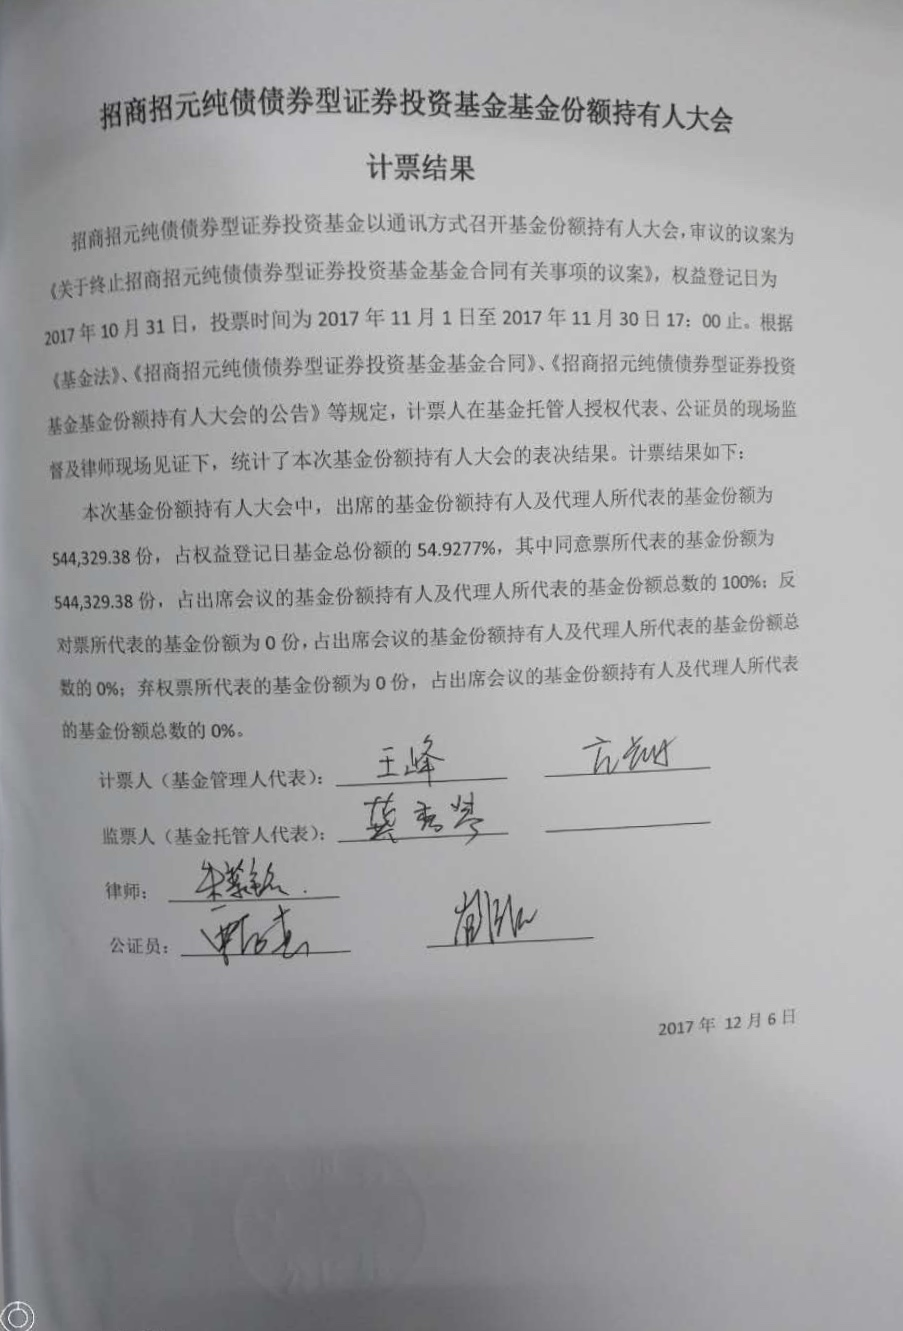 招商招元纯债债券型证券投资基金基金份额持有人大会
计票结果
招商招元纯债债券型证券投资基金以通讯方式召开基金份额持有人大会，审议的议案为
《关于终止招商招元纯债债券型证券投资基金基金合同有关事项的议案》，权益登记日为
2017年10月31日，投票时间为2017年11月1日至2017年11月30日17：00止。根据
《基金法》、《招商招元纯债债券型证券投资基金基金合同》、《招商招元纯债债券型证券投资
基金基金份额持有人大会的公告》等规定，计票人在基金托管人授权代表、公证员的现场监
督及律师现场见证下，统计了本次基金份额持有人大会的表决结果。计票结果如下：
本次基金份额持有人大会中，出席的基金份额持有人及代理人所代表的基金份额为
544,329.38份，占权益登记日基金总份额的54.9277%，其中同意票所代表的基金份额为
544,329.38份，占出席会议的基金份额持有人及代理人所代表的基金份额总数的100%；反
对票所代表的基金份额为0份，占出席会议的基金份额持有人及代理人所代表的基金份额总
数的0%；弃权票所代表的基金份额为0份，占出席会议的基金份额持有人及代理人所代表
的基金份额总数的0%。
计票人（基金管理人代表）： 王峰
监票人（基金托管人代表）： 龚秀琴
律师：
公证员：
2017年 12月6日